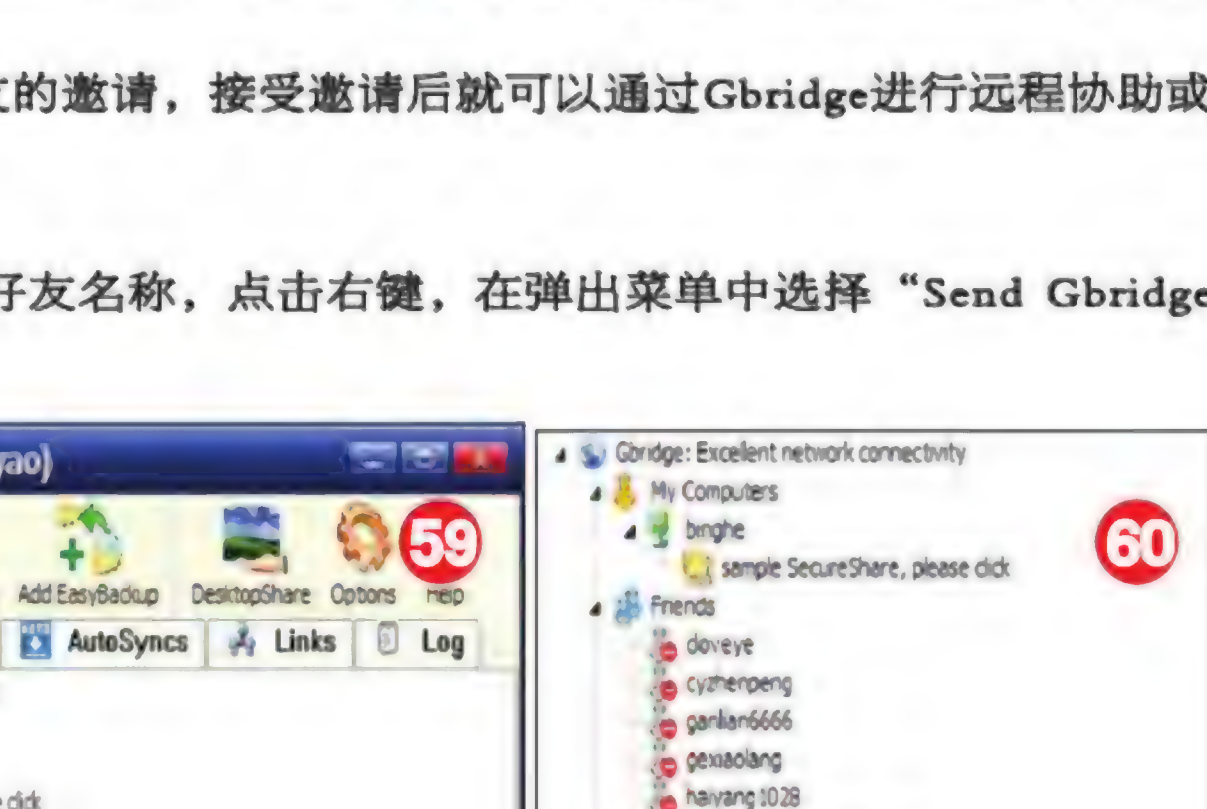 的邀请，接受邀请后就可以通过Gbridge进行远程协助或
好友名称，点击右键，在弹出菜单中选择“Send Gbridge
yao)
59
Add EasyBackup DesktopShare Options Help
AutoSyncs Links Log
click
Gbridge: Excellent network connectivity
My Computers
binghe
sample SecureShare, please click
60
Friends
doveye
cyzhenpeng
ganlian6666
gexiaolang
haiyang1028